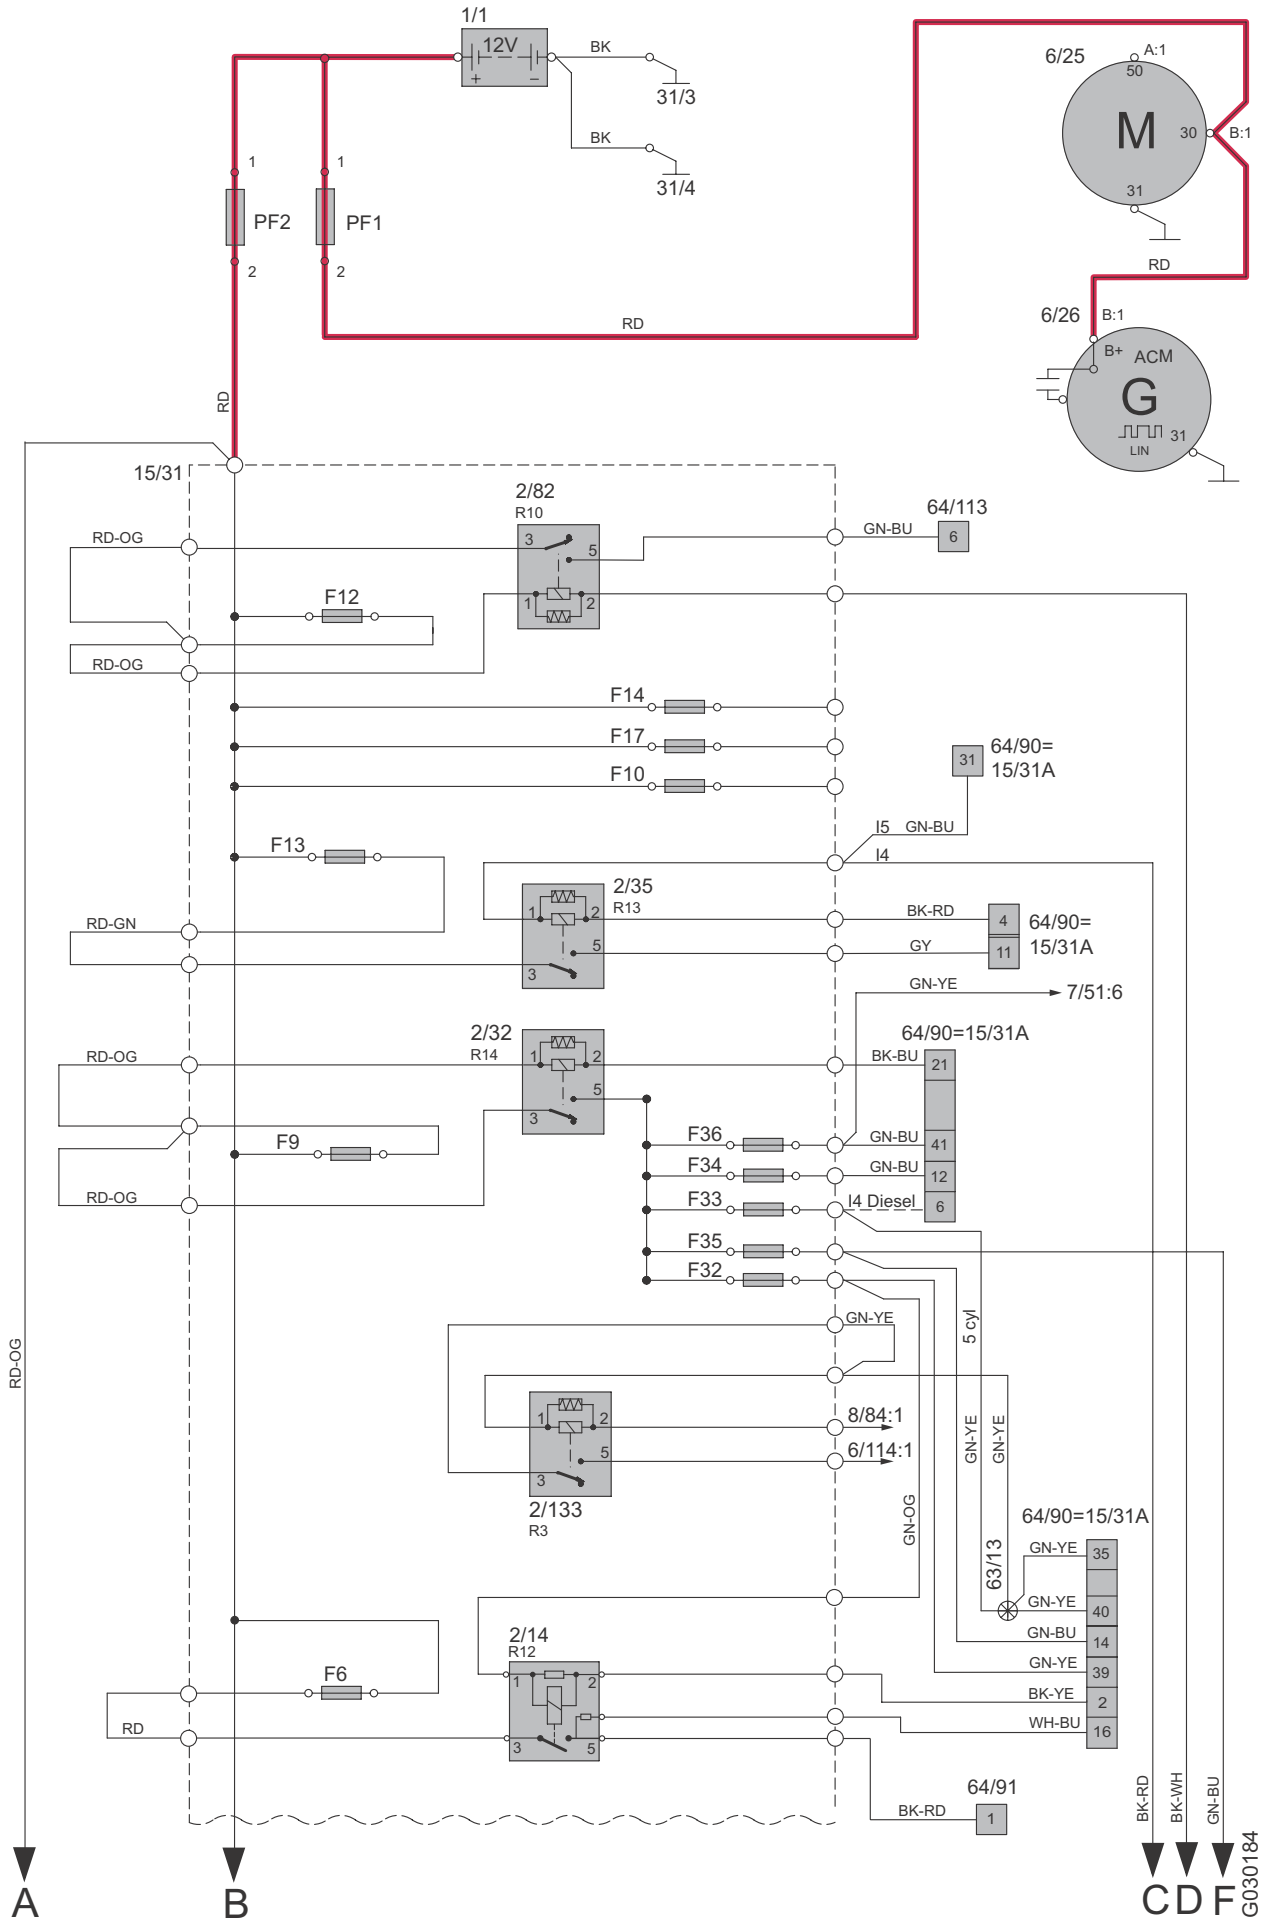 1/1
12V
+ −
BK
31/3
BK
31/4
6/25
A:1
50
M
30
B:1
31
1
PF2
2
1
PF1
2
RD
RD
6/26
B:1
B+
ACM
G
31
LIN
RD
15/31
2/82
R10
3
5
1
2
64/113
GN-BU
6
RD-OG
F12
RD-OG
F14
F17
F10
31
64/90=
15/31A
I5
GN-BU
I4
F13
RD-GN
2/35
R13
1
2
5
3
BK-RD
4
GY
11
64/90=
15/31A
GN-YE
7/51:6
2/32
R14
1
2
5
3
RD-OG
F9
RD-OG
64/90=15/31A
BK-BU
21
F36
GN-BU
41
F34
GN-BU
12
F33
I4 Diesel
6
F35
F32
GN-YE
5 cyl
GN-YE
GN-YE
1
2
5
3
2/133
R3
8/84:1
6/114:1
GN-OG
RD-OG
63/13
64/90=15/31A
GN-YE
35
GN-YE
40
GN-BU
14
GN-YE
39
BK-YE
2
WH-BU
16
2/14
R12
1
2
3
5
F6
RD
64/91
BK-RD
1
BK-RD
BK-WH
GN-BU
A
B
C
D
F
G030184